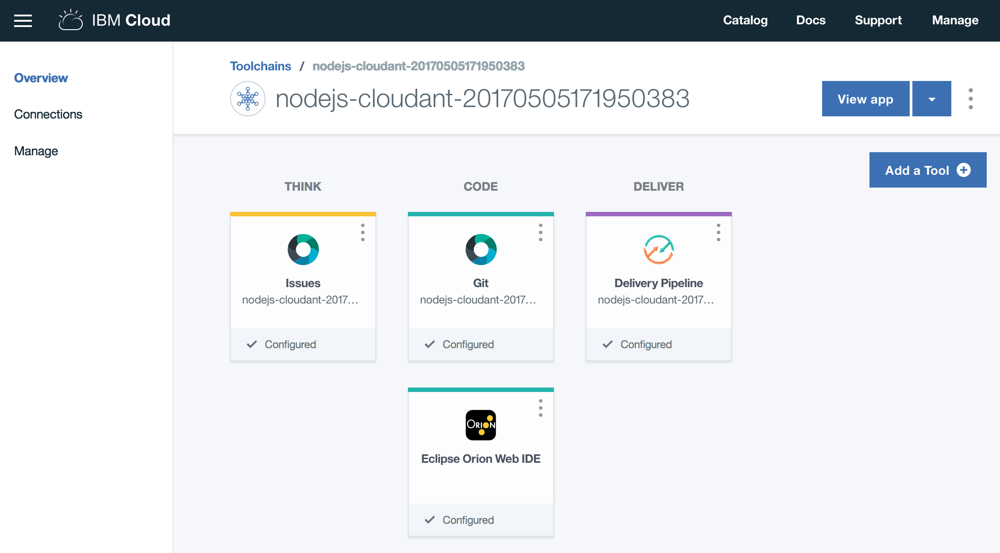 IBM Cloud
Catalog
Docs
Support
Manage
Overview
Connections
Manage
Toolchains / nodejs-cloudant-20170505171950383
nodejs-cloudant-20170505171950383
View app
Add a Tool
THINK
CODE
DELIVER
Issues
nodejs-cloudant-2017...
Configured
Git
nodejs-cloudant-2017...
Configured
Delivery Pipeline
nodejs-cloudant-2017...
Configured
ORION
Eclipse Orion Web IDE
Configured